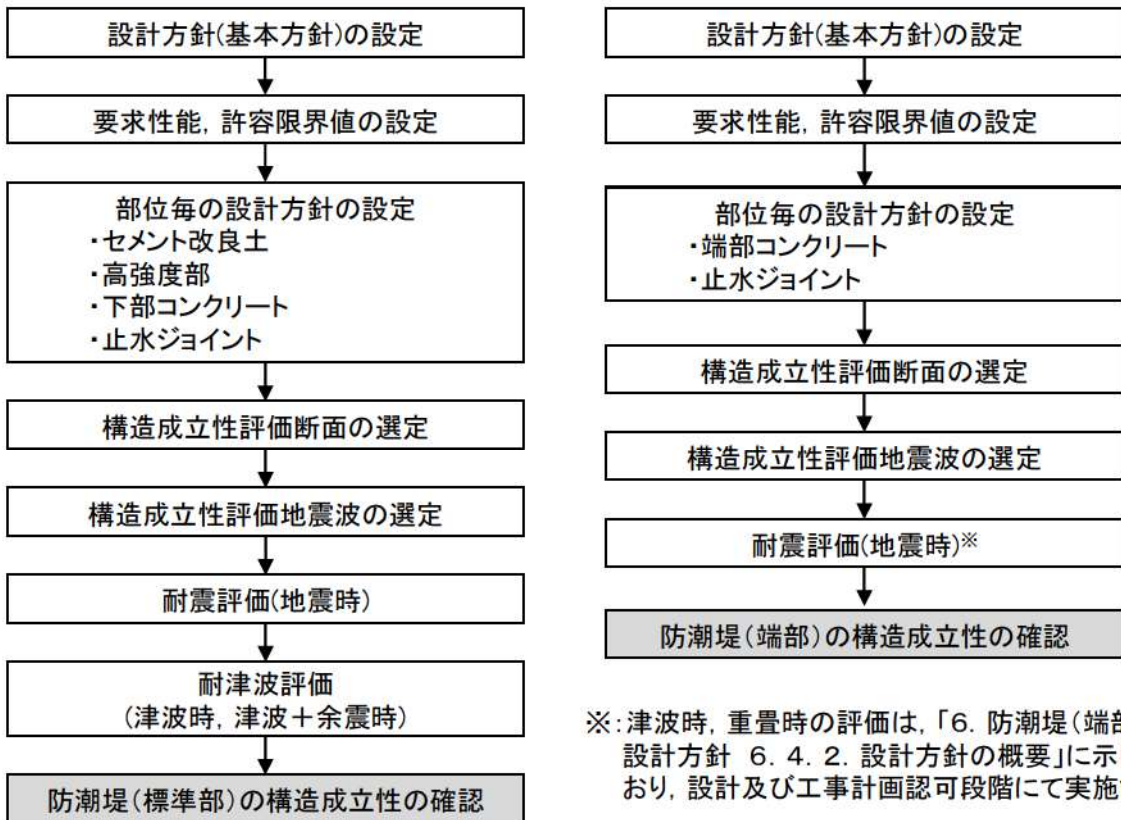 設計方針(基本方針)の設定
要求性能，許容限界値の設定
部位毎の設計方針の設定
・セメント改良土
・高強度部
・下部コンクリート
・止水ジョイント
構造成立性評価断面の選定
構造成立性評価地震波の選定
耐震評価(地震時)
耐津波評価
(津波時，津波＋余震時)
防潮堤(標準部)の構造成立性の確認
設計方針(基本方針)の設定
要求性能，許容限界値の設定
部位毎の設計方針の設定
・端部コンクリート
・止水ジョイント
構造成立性評価断面の選定
構造成立性評価地震波の選定
耐震評価(地震時)※
防潮堤(端部)の構造成立性の確認
※：津波時，重畳時の評価は，「６．防潮堤(端部
設計方針 ６．４．２．設計方針の概要」に示
おり，設計及び工事計画認可段階にて実施